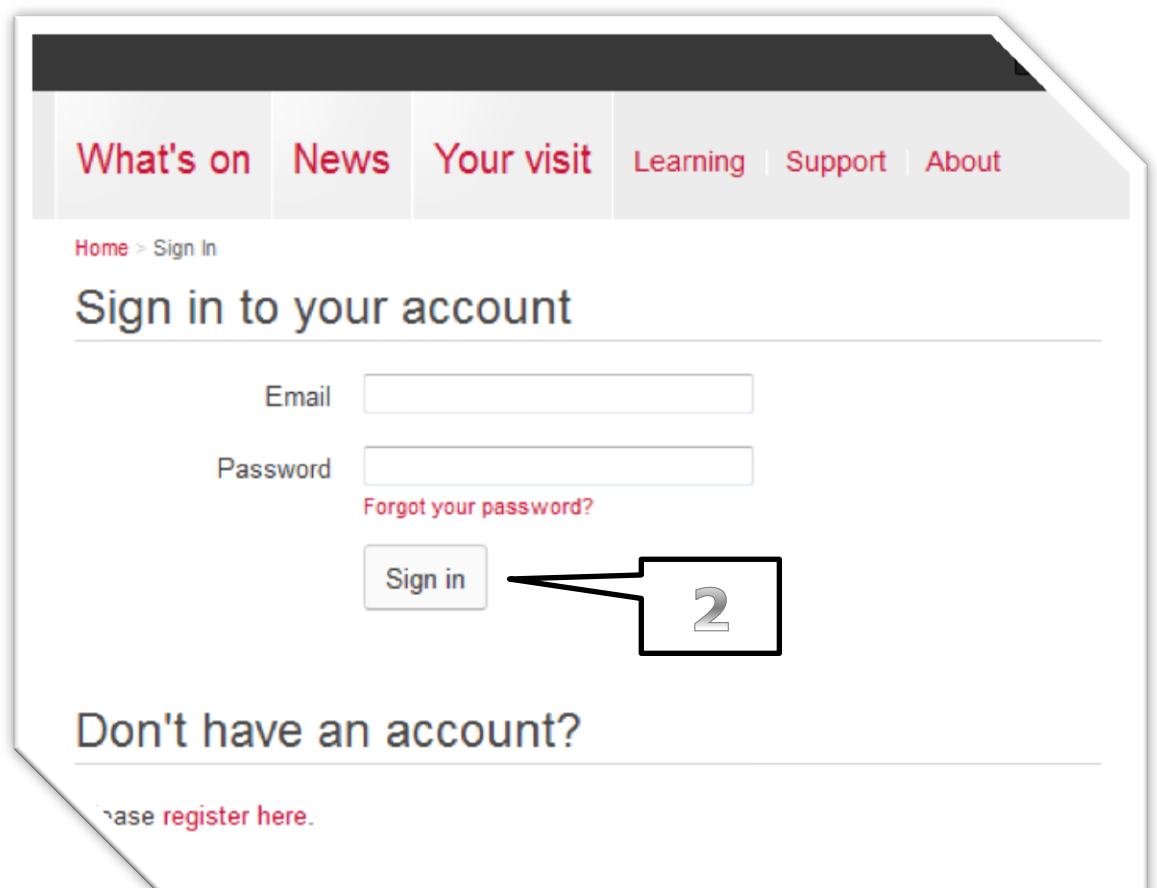 What's on News Your visit Learning Support About
Home > Sign In
Sign in to your account
Email
Password
Forgot your password?
Sign in
2
Don't have an account?
register here.